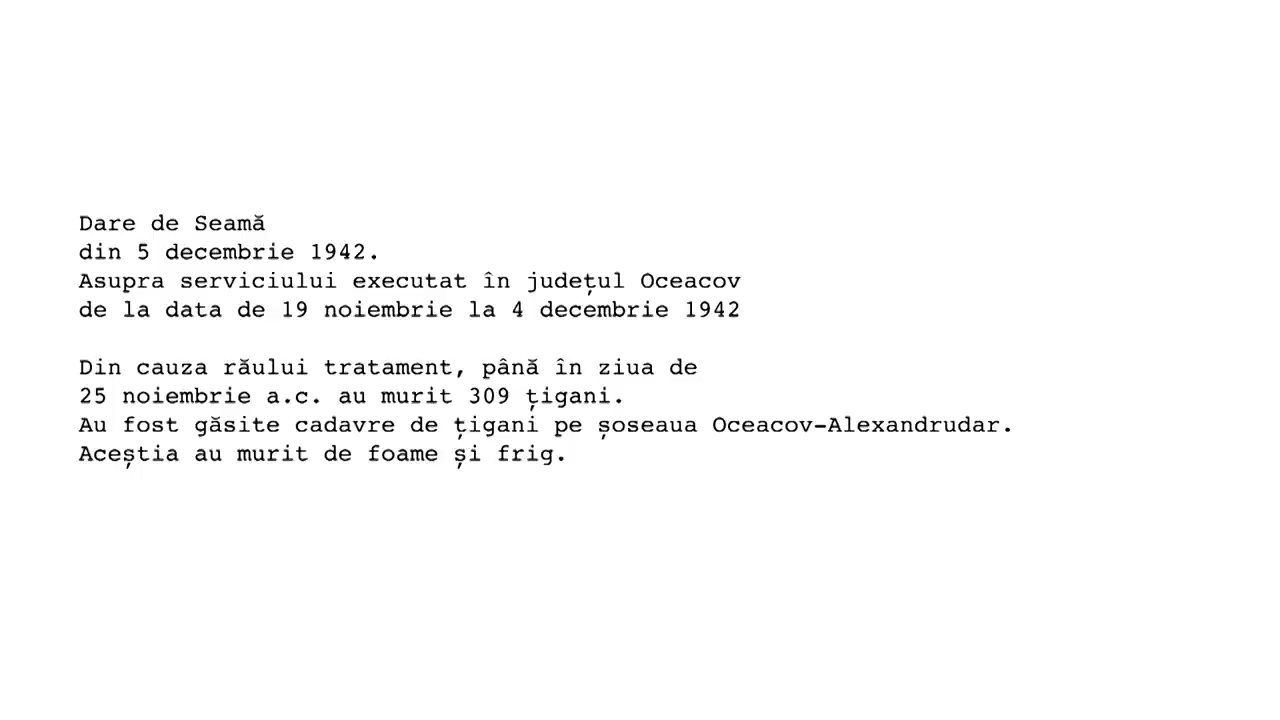 Dare de Seamă
din 5 decembrie 1942.
Asupra serviciului executat în județul Oceacov
de la data de 19 noiembrie la 4 decembrie 1942
Din cauza răului tratament, până în ziua de
25 noiembrie a.c. au murit 309 țigani.
Au fost găsite cadavre de țigani pe șoseaua Oceacov-Alexandrudar.
Aceștia au murit de foame și frig.